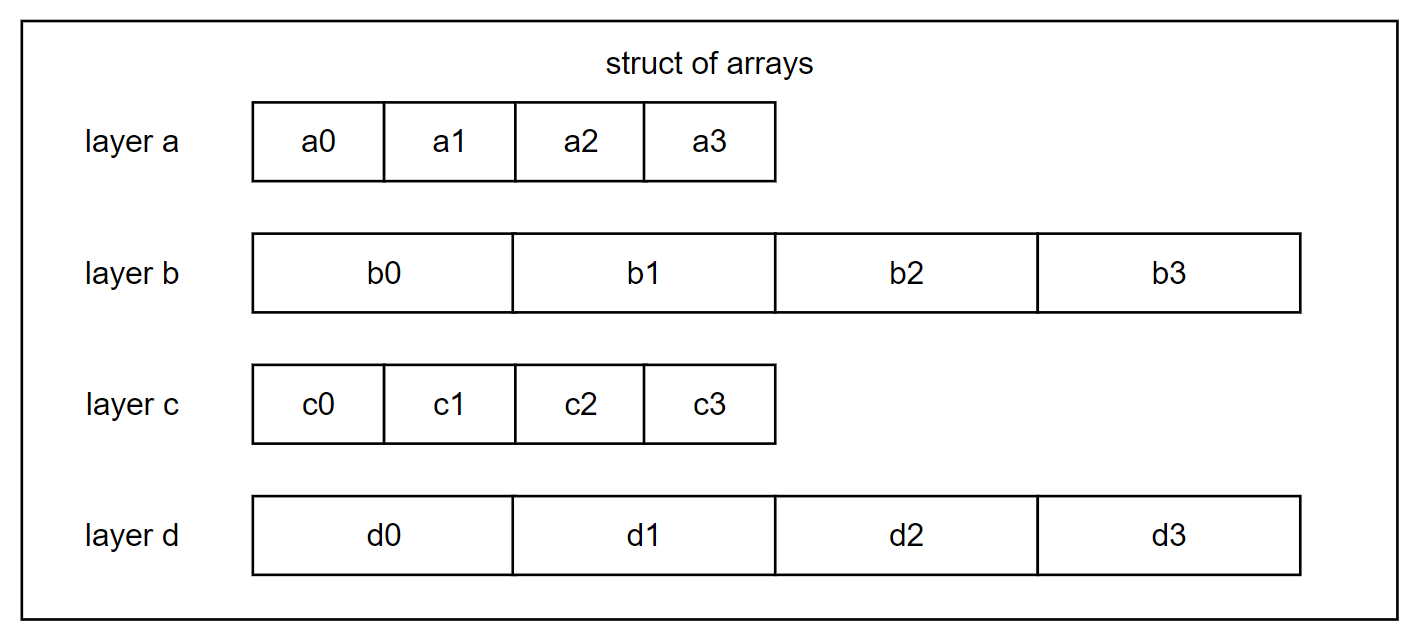 struct of arrays
layer a a0 a1 a2 a3
layer b b0 b1 b2 b3
layer c c0 c1 c2 c3
layer d d0 d1 d2 d3